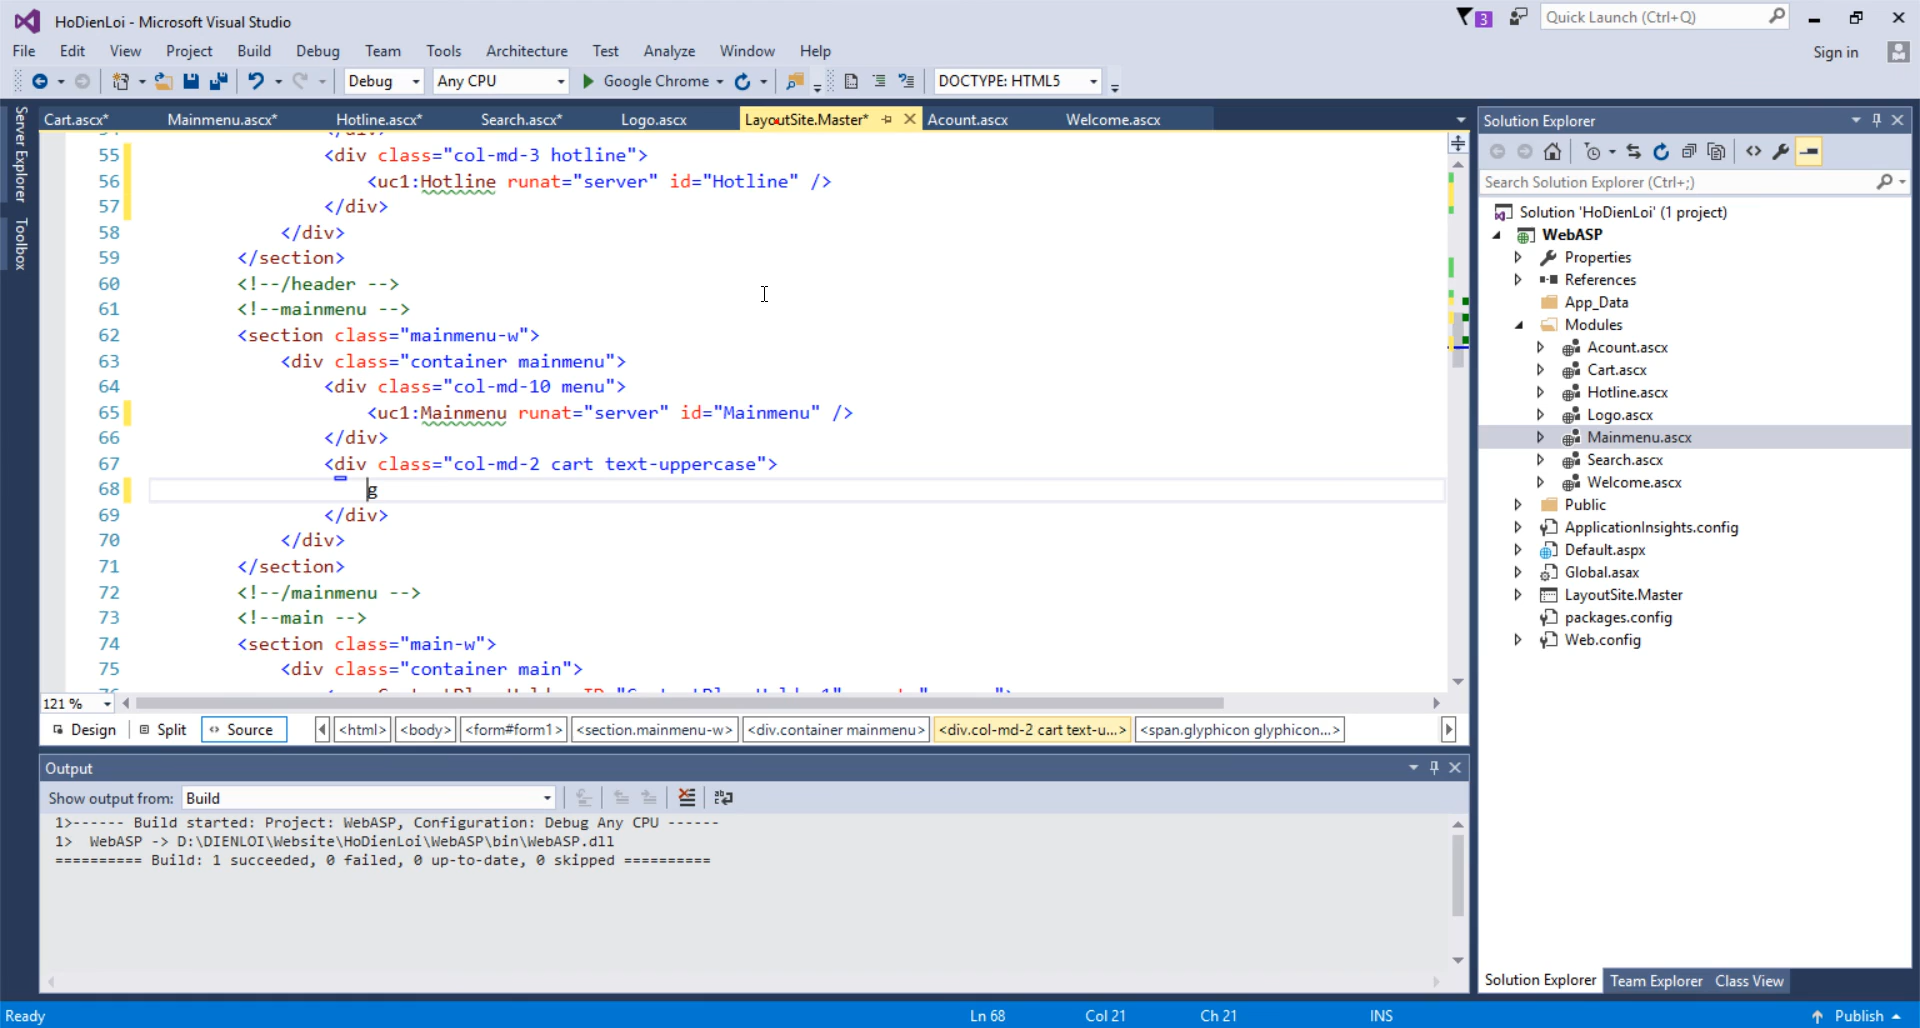 HoDienLoi - Microsoft Visual Studio
3
Quick Launch (Ctrl+Q)
File Edit View Project Build Debug Team Tools Architecture Test Analyze Window Help
Sign in
Debug Any CPU Google Chrome DOCTYPE: HTML5
Server Explorer
Toolbox
Cart.ascx* Mainmenu.ascx* Hotline.ascx* Search.ascx* Logo.ascx LayoutSite.Master* Acount.ascx Welcome.ascx
55 <div class="col-md-3 hotline">
56 <uc1:Hotline runat="server" id="Hotline" />
57 </div>
58 </div>
59 </section>
60 <!--/header -->
61 <!--mainmenu -->
62 <section class="mainmenu-w">
63 <div class="container mainmenu">
64 <div class="col-md-10 menu">
65 <uc1:Mainmenu runat="server" id="Mainmenu" />
66 </div>
67 <div class="col-md-2 cart text-uppercase">
68 g
69 </div>
70 </div>
71 </section>
72 <!--/mainmenu -->
73 <!--main -->
74 <section class="main-w">
75 <div class="container main">
121 %
Design Split Source <html> <body> <form#form1> <section.mainmenu-w> <div.container mainmenu> <div.col-md-2 cart text-u...> <span.glyphicon glyphicon...>
Output
Show output from: Build
1>------ Build started: Project: WebASP, Configuration: Debug Any CPU ------
1> WebASP -> D:\DIENLOI\Website\HoDienLoi\WebASP\bin\WebASP.dll
========== Build: 1 succeeded, 0 failed, 0 up-to-date, 0 skipped ==========
Solution Explorer
Search Solution Explorer (Ctrl+;)
Solution 'HoDienLoi' (1 project)
WebASP
Properties
References
App_Data
Modules
Acount.ascx
Cart.ascx
Hotline.ascx
Logo.ascx
Mainmenu.ascx
Search.ascx
Welcome.ascx
Public
ApplicationInsights.config
Default.aspx
Global.asax
LayoutSite.Master
packages.config
Web.config
Solution Explorer Team Explorer Class View
Ready Ln 68 Col 21 Ch 21 INS Publish